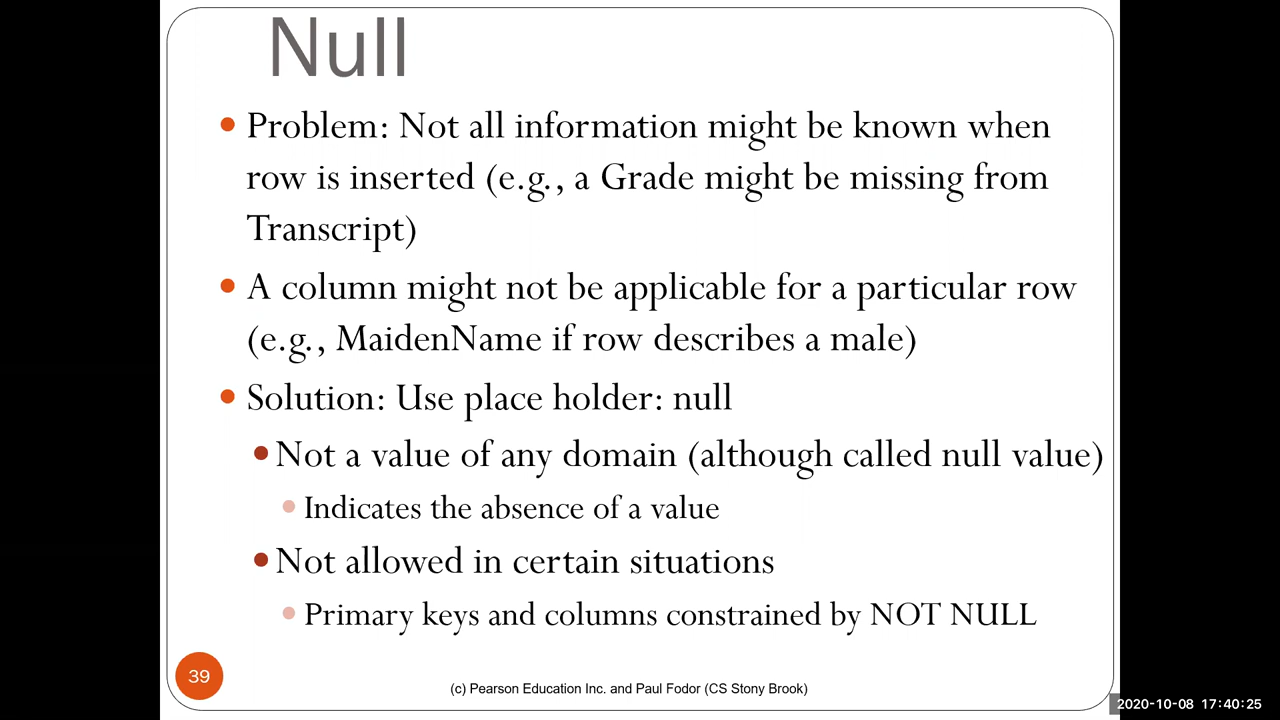 Null
Problem: Not all information might be known when
row is inserted (e.g., a Grade might be missing from
Transcript)
A column might not be applicable for a particular row
(e.g., MaidenName if row describes a male)
Solution: Use place holder: null
Not a value of any domain (although called null value)
Indicates the absence of a value
Not allowed in certain situations
Primary keys and columns constrained by NOT NULL
39
(c) Pearson Education Inc. and Paul Fodor (CS Stony Brook)
2020-10-08 17:40:25